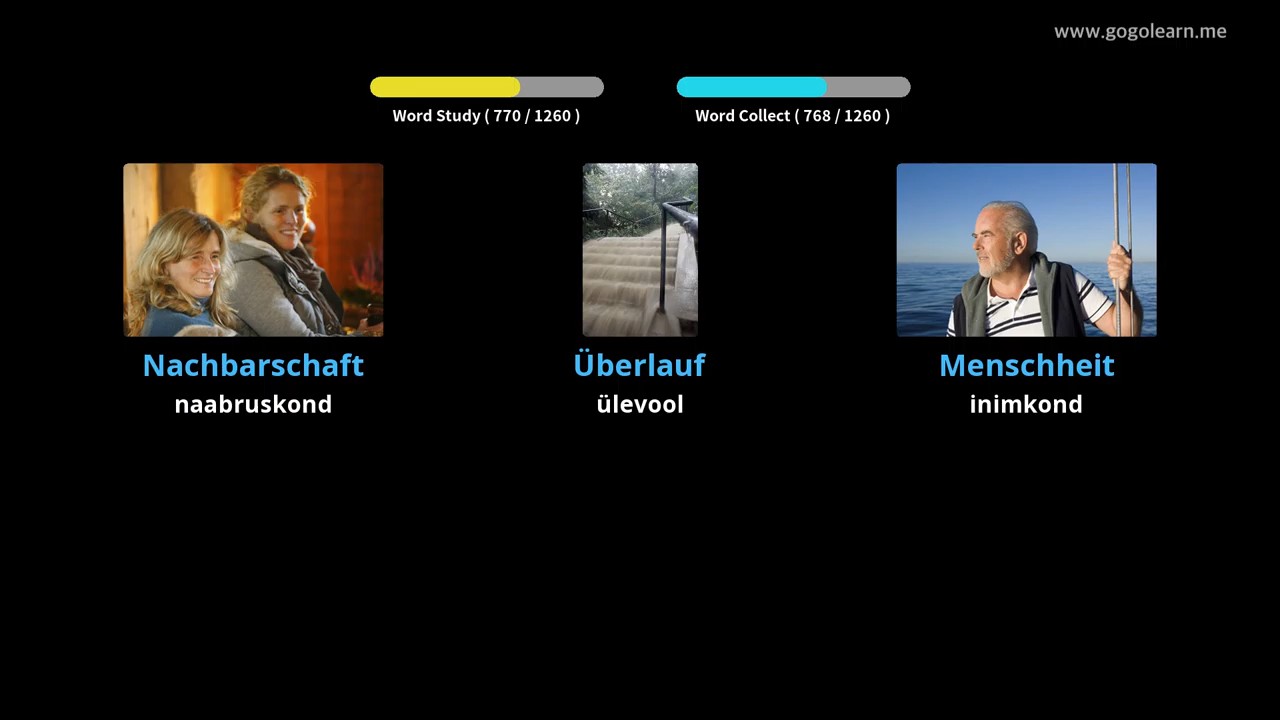 www.gogolearn.me
Word Study ( 770 / 1260 )
Word Collect ( 768 / 1260 )
Nachbarschaft
naabruskond
Überlauf
ülevool
Menschheit
inimkond